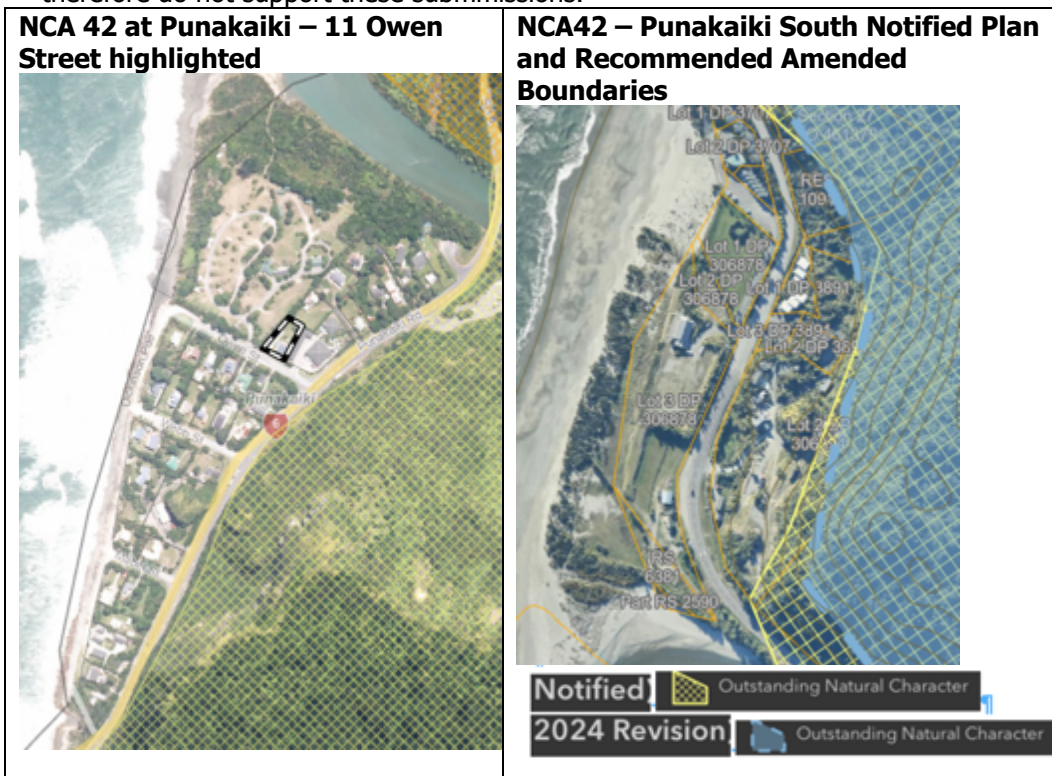 therefore do not support these submissions.
NCA 42 at Punakaiki – 11 Owen
Street highlighted
NCA42 – Punakaiki South Notified Plan
and Recommended Amended
Boundaries
Punakaiki
6
Lot 2 DP 3707
RE
109
Lot 1 DP
306878
Lot 2 DP
306878
Lot 1 DP 3891
Lot 3 DP 3891
Lot 3 DP
306878
RS
6381
Part RS 2590
Notified
Outstanding Natural Character
2024 Revision
Outstanding Natural Character